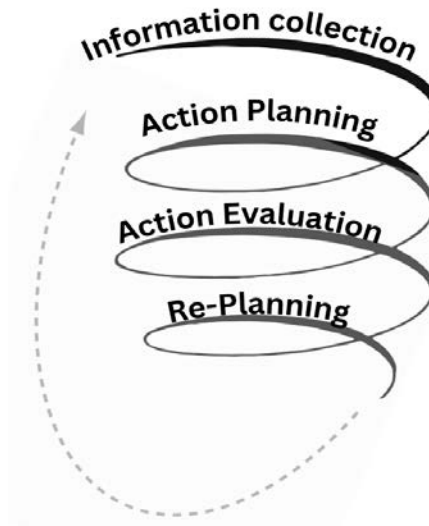 Information collection
Action Planning
Action Evaluation
Re-Planning